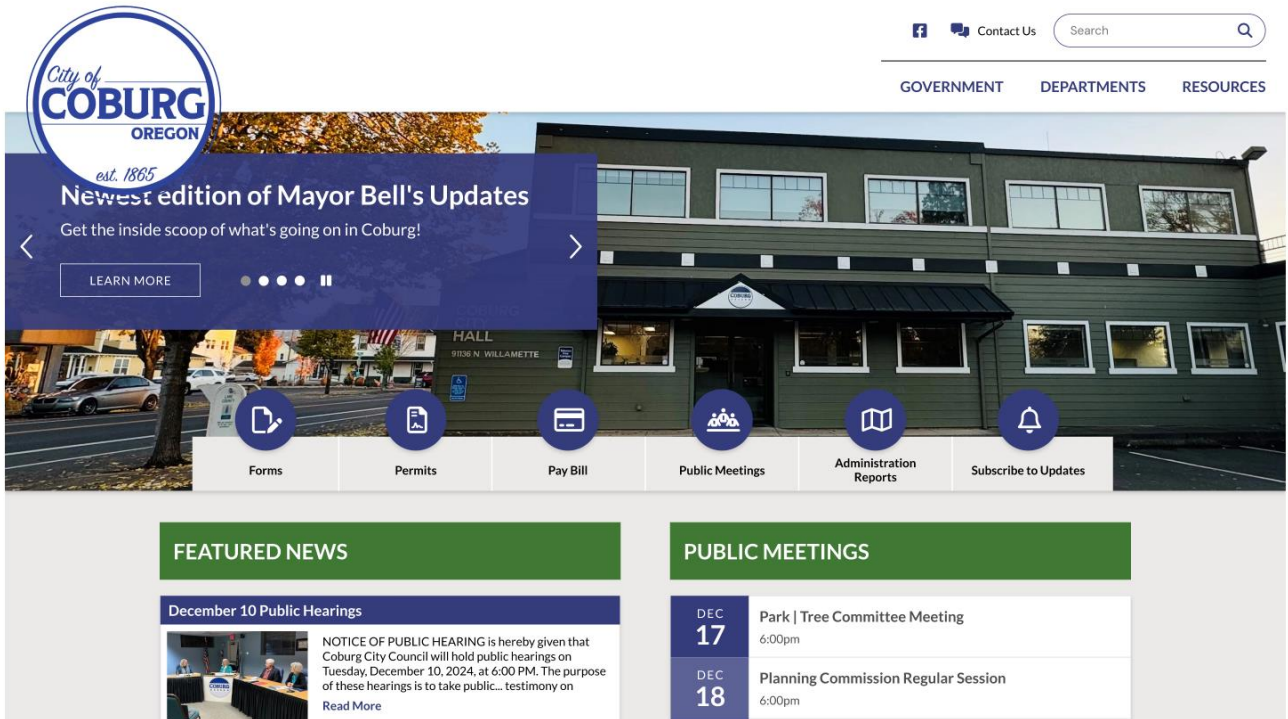 City of
COBURG
OREGON
est. 1865
Contact Us
Search
GOVERNMENT
DEPARTMENTS
RESOURCES
Newest edition of Mayor Bell's Updates
Get the inside scoop of what's going on in Coburg!
LEARN MORE
COBURG
HALL
91136 N WILLAMETTE
Forms
Permits
Pay Bill
Public Meetings
Administration
Reports
Subscribe to Updates
FEATURED NEWS
December 10 Public Hearings
COBURG
NOTICE OF PUBLIC HEARING is hereby given that
Coburg City Council will hold public hearings on
Tuesday, December 10, 2024, at 6:00 PM. The purpose
of these hearings is to take public... testimony on
Read More
PUBLIC MEETINGS
DEC
17
Park | Tree Committee Meeting
6:00pm
DEC
18
Planning Commission Regular Session
6:00pm